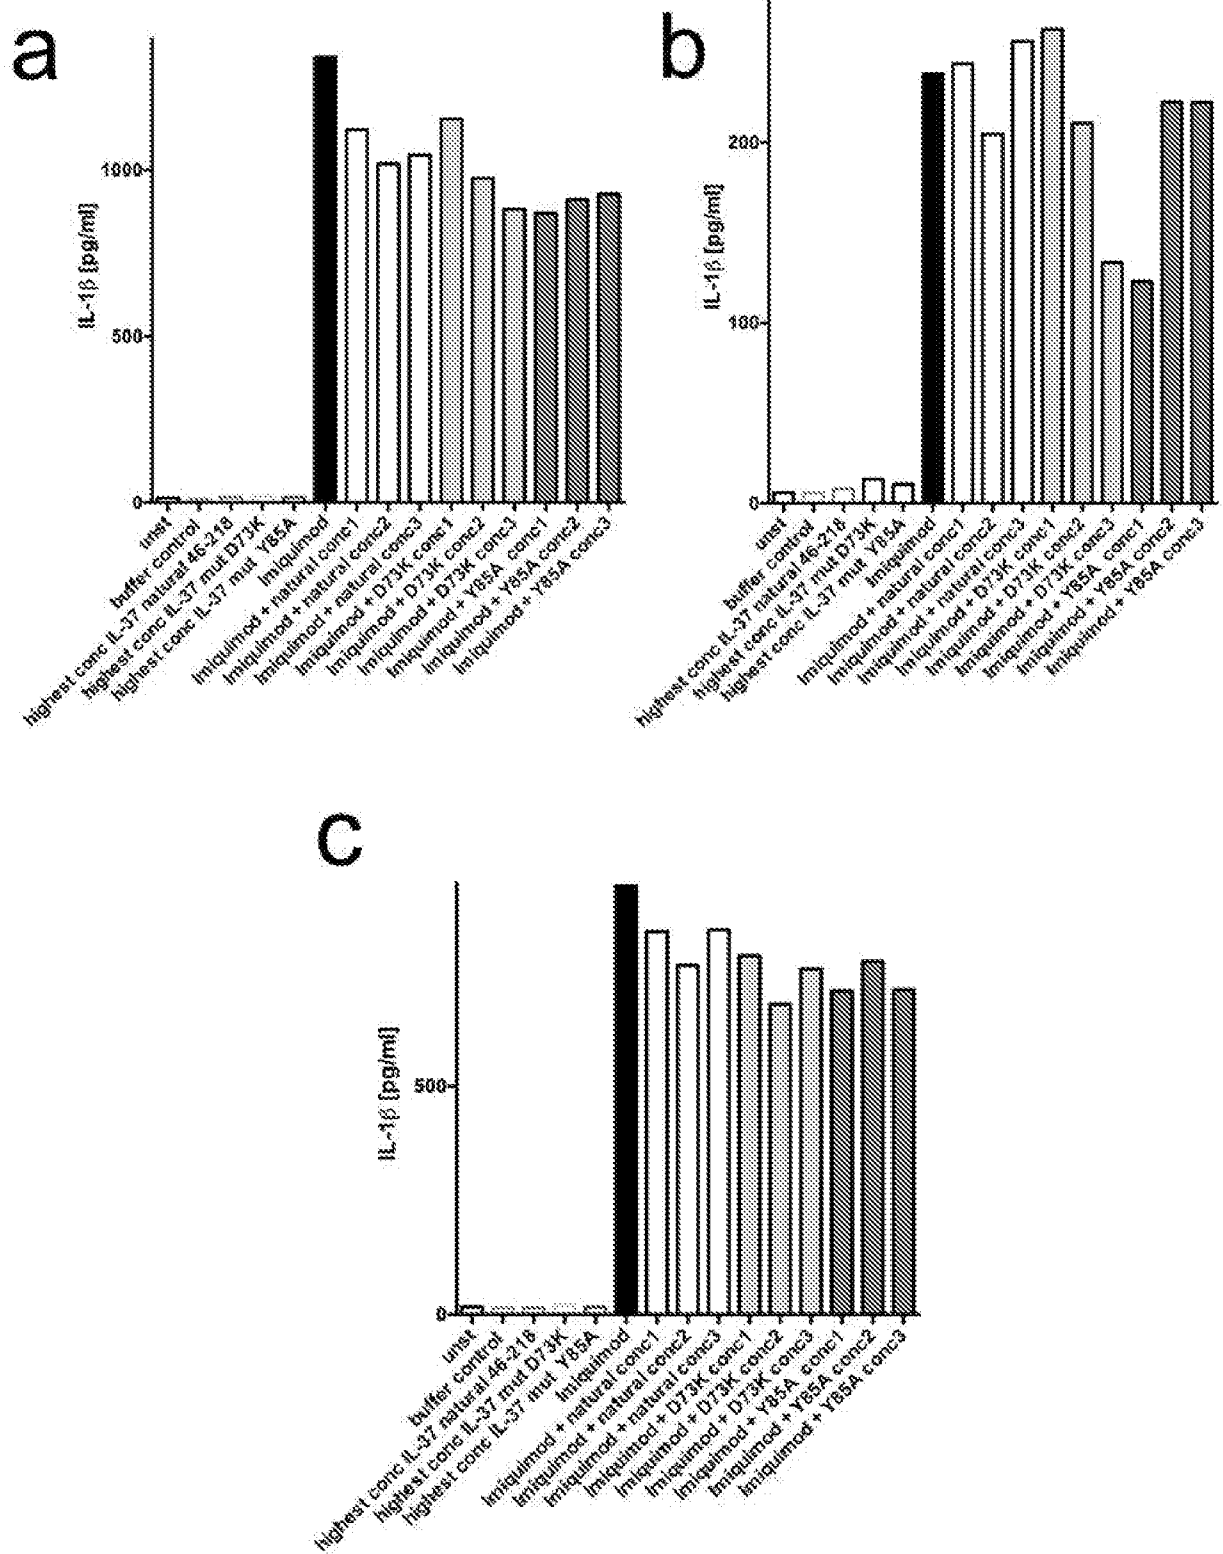 a
IL-1β [pg/ml]
1000
500
0
unst
buffer control
highest conc IL-37 natural 46-218
highest conc IL-37 mut D73K
highest conc IL-37 mut Y85A
Imiquimod
Imiquimod + natural conc1
Imiquimod + natural conc2
Imiquimod + natural conc3
Imiquimod + D73K conc1
Imiquimod + D73K conc2
Imiquimod + D73K conc3
Imiquimod + Y85A conc1
Imiquimod + Y85A conc2
Imiquimod + Y85A conc3
b
IL-1β [pg/ml]
200
100
0
unst
buffer control
highest conc IL-37 natural 46-218
highest conc IL-37 mut D73K
highest conc IL-37 mut Y85A
Imiquimod
Imiquimod + natural conc1
Imiquimod + natural conc2
Imiquimod + natural conc3
Imiquimod + D73K conc1
Imiquimod + D73K conc2
Imiquimod + D73K conc3
Imiquimod + Y85A conc1
Imiquimod + Y85A conc2
Imiquimod + Y85A conc3
c
IL-1β [pg/ml]
500
0
unst
buffer control
highest conc IL-37 natural 46-218
highest conc IL-37 mut D73K
highest conc IL-37 mut Y85A
Imiquimod
Imiquimod + natural conc1
Imiquimod + natural conc2
Imiquimod + natural conc3
Imiquimod + D73K conc1
Imiquimod + D73K conc2
Imiquimod + D73K conc3
Imiquimod + Y85A conc1
Imiquimod + Y85A conc2
Imiquimod + Y85A conc3